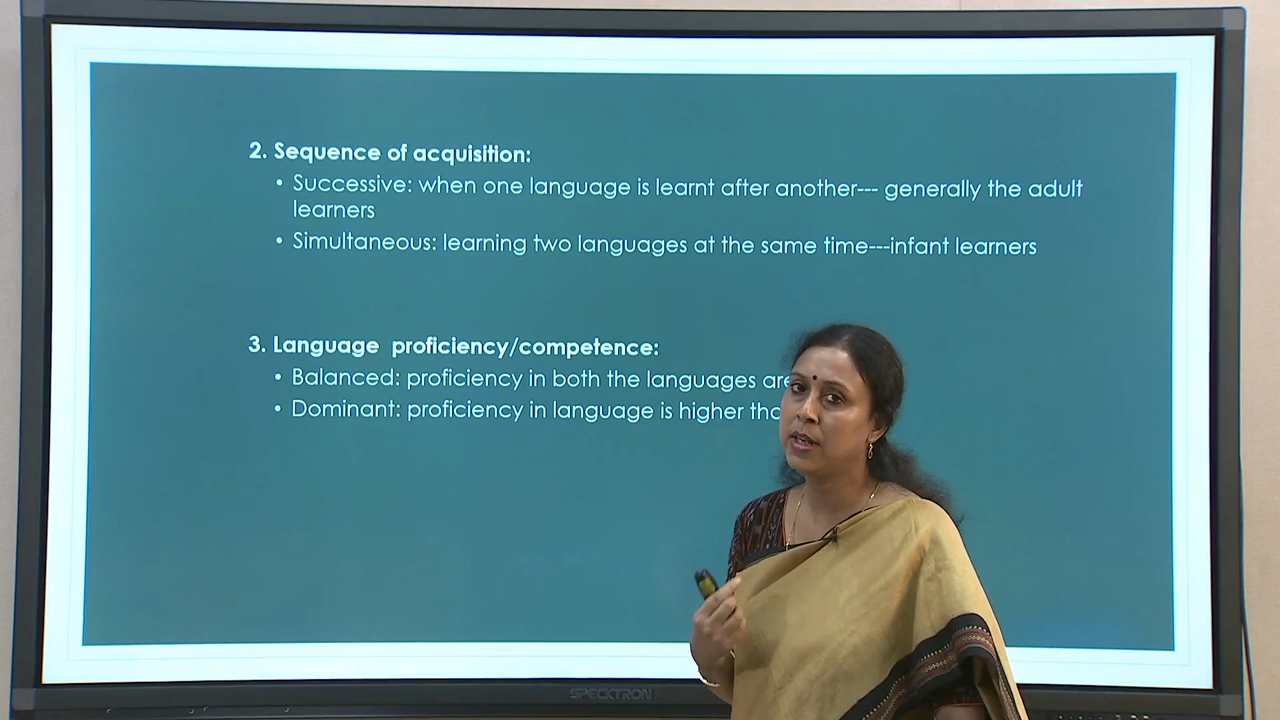 2. Sequence of acquisition:
• Successive: when one language is learnt after another--- generally the adult
learners
• Simultaneous: learning two languages at the same time---infant learners
3. Language proficiency/competence:
• Balanced: proficiency in both the languages are
• Dominant: proficiency in language is higher
SPECKTRON